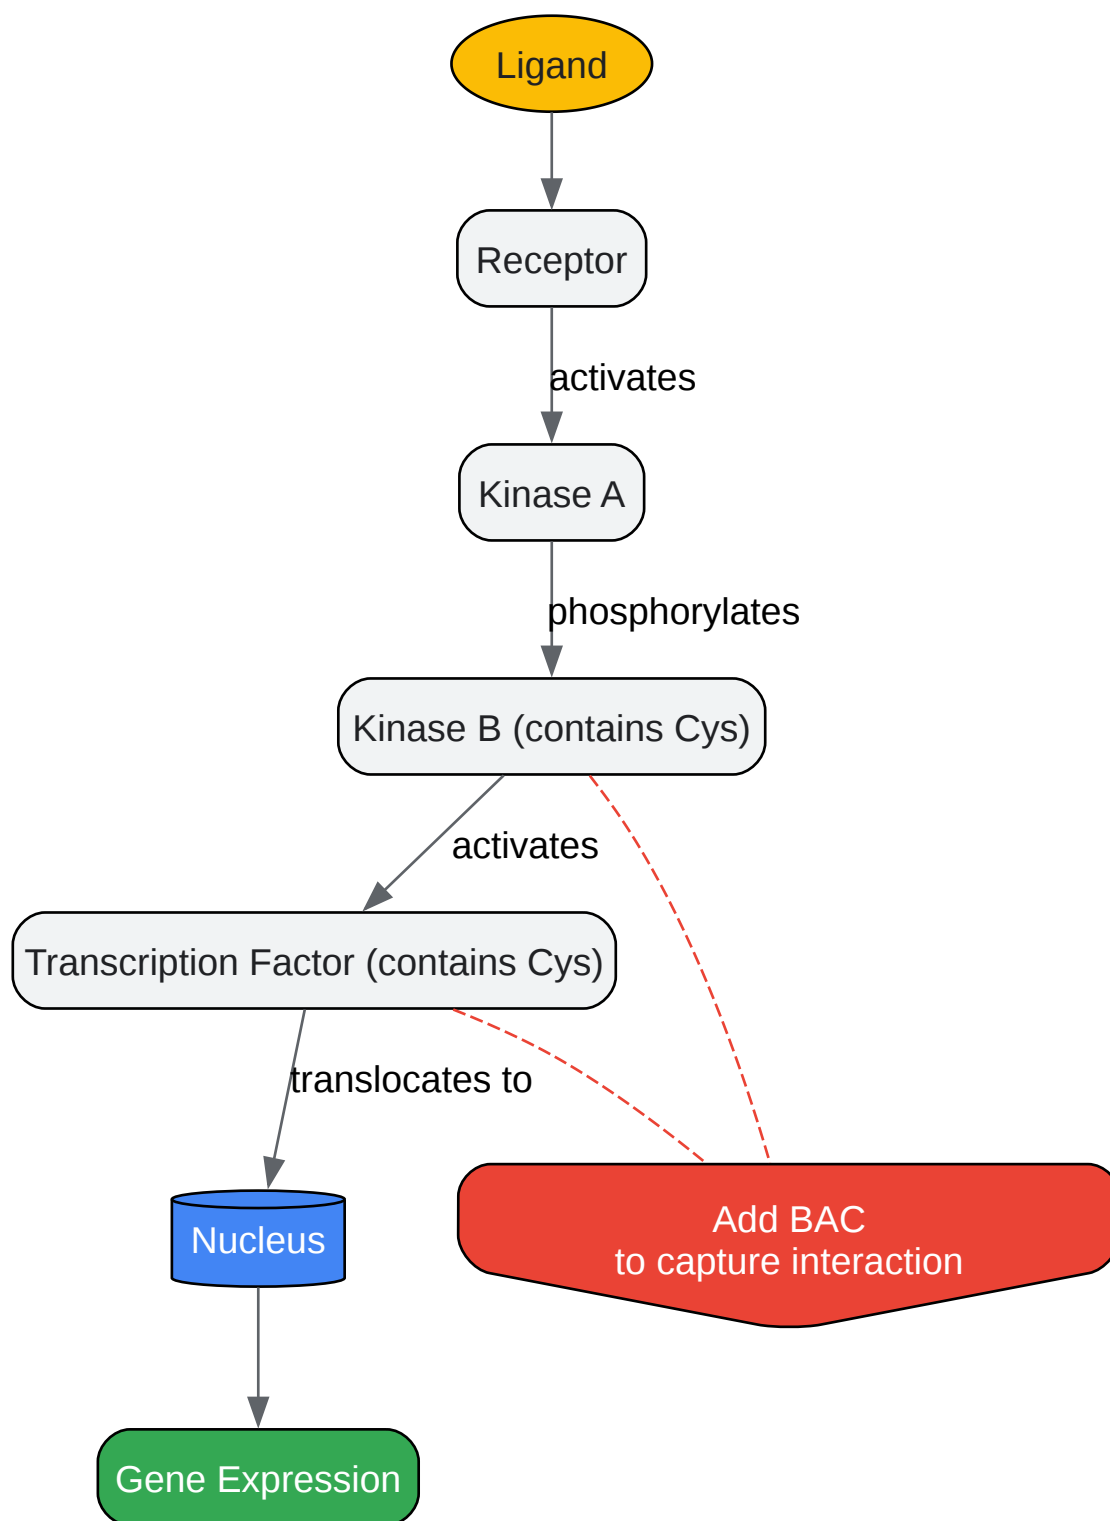 Ligand
Receptor
activates
Kinase A
phosphorylates
Kinase B (contains Cys)
activates
Transcription Factor (contains Cys)
translocates to
Nucleus
Add BAC
to capture interaction
Gene Expression